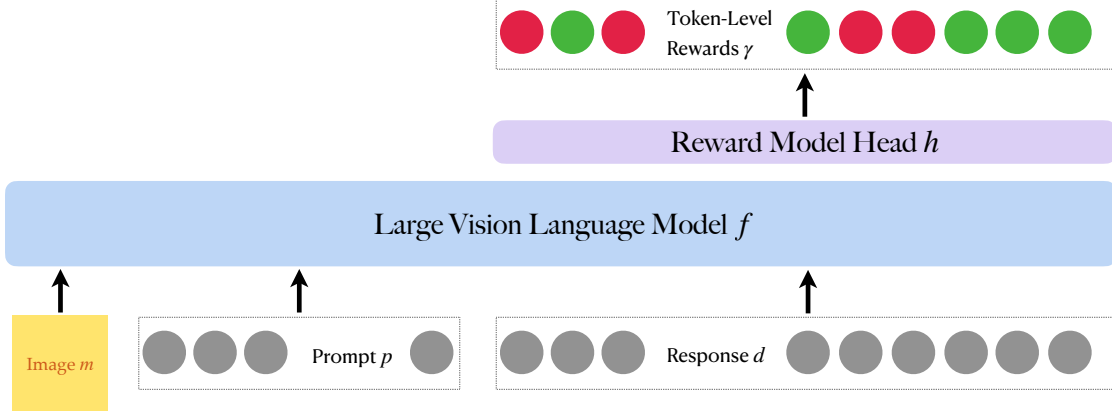 Token-Level
Rewards γ
Reward Model Head h
Large Vision Language Model f
Image m
Prompt p
Response d